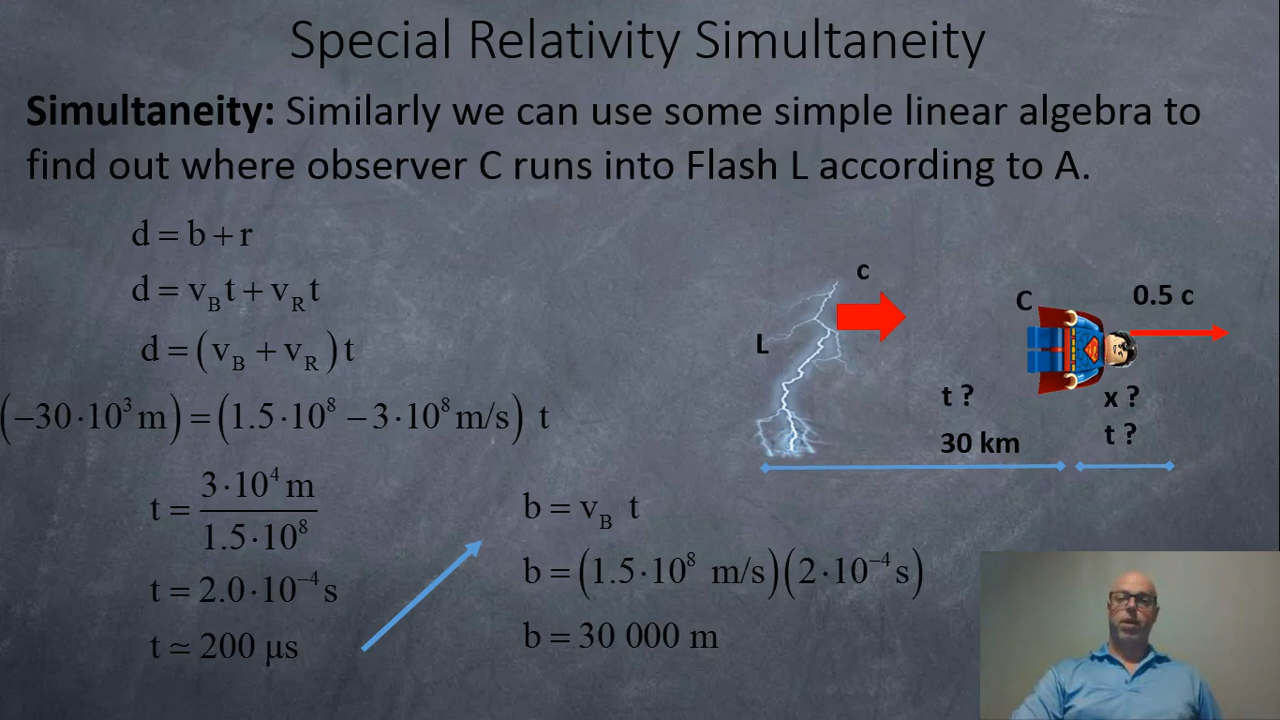 Special Relativity Simultaneity
Simultaneity: Similarly we can use some simple linear algebra to
find out where observer C runs into Flash L according to A.
d = b + r
d = v_B t + v_R t
d = (v_B + v_R) t
(−30·10³ m) = (1.5·10⁸ − 3·10⁸ m/s) t
t = 3·10⁴ m / 1.5·10⁸
t = 2.0·10⁻⁴ s
t ≃ 200 μs
b = v_B t
b = (1.5·10⁸ m/s)(2·10⁻⁴ s)
b = 30 000 m
c
L
C
0.5 c
t ?
30 km
x ?
t ?